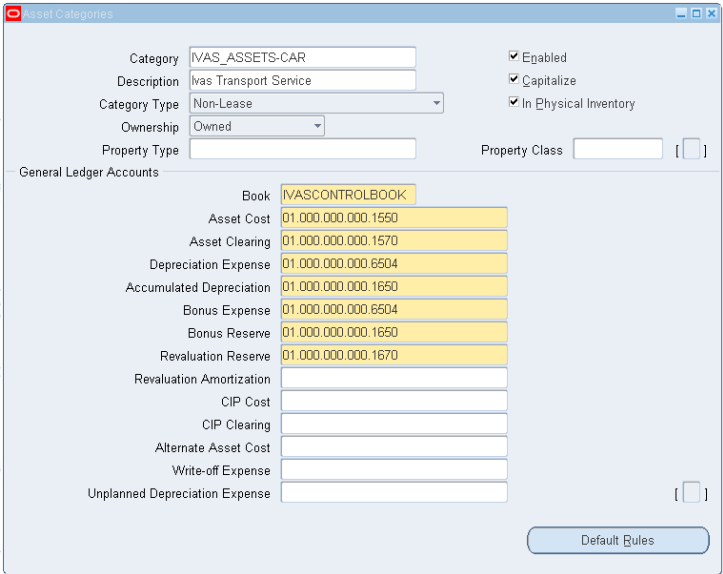 Asset Categories
Category IVAS_ASSETS-CAR Enabled
Description Ivas Transport Service Capitalize
Category Type Non-Lease In Physical Inventory
Ownership Owned
Property Type Property Class [ ]
General Ledger Accounts
Book IVASCONTROLBOOK
Asset Cost 01.000.000.000.1550
Asset Clearing 01.000.000.000.1570
Depreciation Expense 01.000.000.000.6504
Accumulated Depreciation 01.000.000.000.1650
Bonus Expense 01.000.000.000.6504
Bonus Reserve 01.000.000.000.1650
Revaluation Reserve 01.000.000.000.1670
Revaluation Amortization
CIP Cost
CIP Clearing
Alternate Asset Cost
Write-off Expense
Unplanned Depreciation Expense [ ]
Default Rules